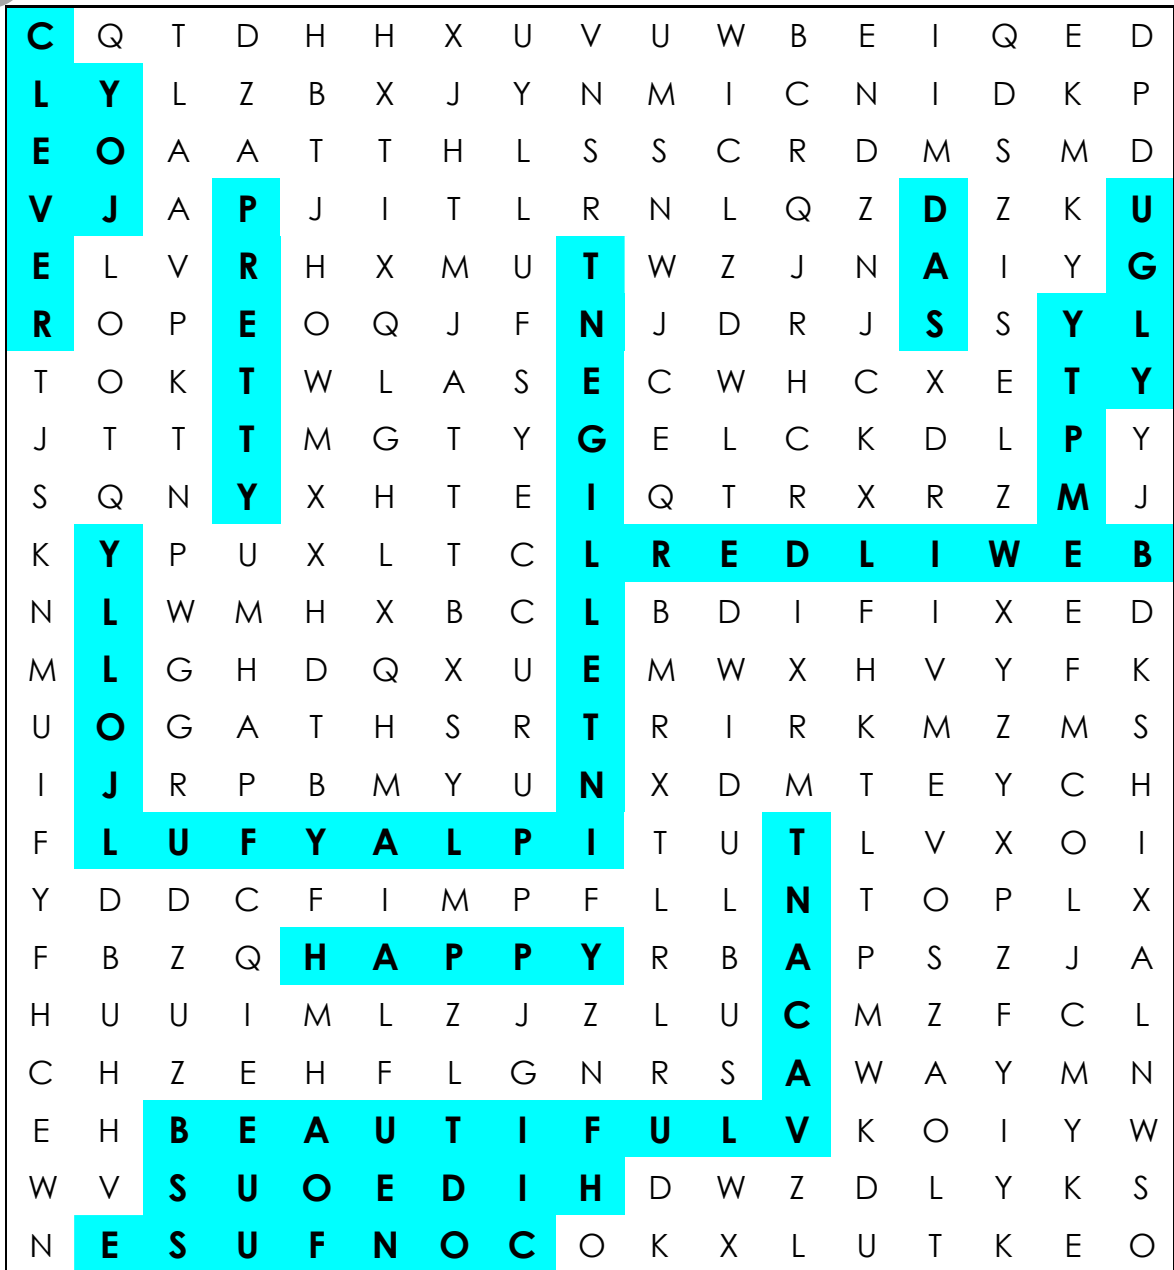 C Q T D H H X U V U W B E I Q E D
L Y L Z B X J Y N M I C N I D K P
E O A A T T H L S S C R D M S M D
V J A P J I T L R N L Q Z D Z K U
E L V R H X M U T W Z J N A I Y G
R O P E O Q J F N J D R J S S Y L
T O K T W L A S E C W H C X E T Y
J T T T M G T Y G E L C K D L P Y
S Q N Y X H T E I Q T R X R Z M J
K Y P U X L T C L R E D L I W E B
N L W M H X B C L B D I F I X E D
M L G H D Q X U E M W X H V Y F K
U O G A T H S R T R I R K M Z M S
I J R P B M Y U N X D M T E Y C H
F L U F Y A L P I T U T L V X O I
Y D D C F I M P F L L N T O P L X
F B Z Q H A P P Y R B A P S Z J A
H U U I M L Z J Z L U C M Z F C L
C H Z E H F L G N R S A W A Y M N
E H B E A U T I F U L V K O I Y W
W V S U O E D I H D W Z D L Y K S
N E S U F N O C O K X L U T K E O